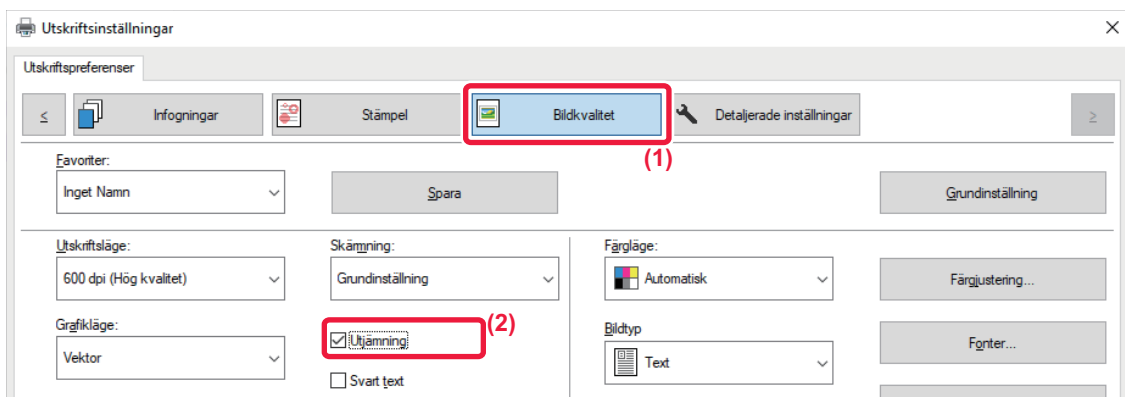 Utskriftsinställningar
Utskriftspreferenser
< Infogningar Stämpel Bildkvalitet Detaljerade inställningar >
(1)
Favoriter:
Inget Namn Spara Grundinställning
Utskriftsläge: Skärmning: Färgläge:
600 dpi (Hög kvalitet) Grundinställning Automatisk Färgjustering...
Grafikläge: (2) Bildtyp
Vektor Utjämning Text Fonter...
Svart text